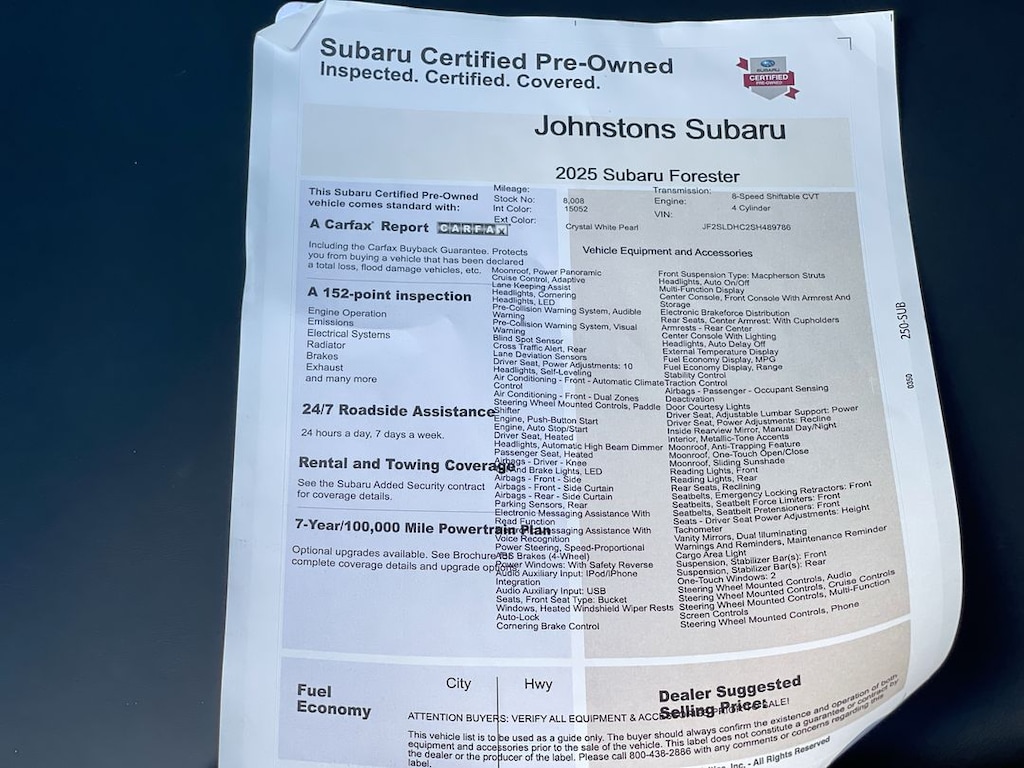 Subaru Certified Pre-Owned
Inspected. Certified. Covered.
SUBARU
CERTIFIED
PRE-OWNED
Johnstons Subaru
2025 Subaru Forester
This Subaru Certified Pre-Owned
vehicle comes standard with:
A Carfax® Report CARFAX
Including the Carfax Buyback Guarantee. Protects
you from buying a vehicle that has been declared
a total loss, flood damage vehicles, etc.
A 152-point inspection
Engine Operation
Emissions
Electrical Systems
Radiator
Brakes
Exhaust
and many more
24/7 Roadside Assistance
24 hours a day, 7 days a week.
Rental and Towing Coverage
See the Subaru Added Security contract
for coverage details.
7-Year/100,000 Mile Powertrain Plan
Optional upgrades available. See Brochure
complete coverage details and upgrade options.
Mileage: 8,008
Stock No: 15052
Int Color:
Ext Color: Crystal White Pearl
Transmission: 8-Speed Shiftable CVT
Engine: 4 Cylinder
VIN: JF2SLDHC2SH489786
Vehicle Equipment and Accessories
Moonroof, Power Panoramic
Cruise Control, Adaptive
Lane Keeping Assist
Headlights, Cornering
Headlights, LED
Pre-Collision Warning System, Audible
Warning
Pre-Collision Warning System, Visual
Warning
Blind Spot Sensor
Cross Traffic Alert, Rear
Lane Deviation Sensors
Driver Seat, Power Adjustments: 10
Headlights, Self-Leveling
Air Conditioning - Front - Automatic Climate
Control
Air Conditioning - Front - Dual Zones
Steering Wheel Mounted Controls, Paddle
Shifter
Engine, Push-Button Start
Engine, Auto Stop/Start
Driver Seat, Heated
Headlights, Automatic High Beam Dimmer
Passenger Seat, Heated
Airbags - Driver - Knee
And Brake Lights, LED
Airbags - Front - Side
Airbags - Front - Side Curtain
Airbags - Rear - Side Curtain
Parking Sensors, Rear
Electronic Messaging Assistance With
Read Function
Messaging Assistance With
Voice Recognition
Power Steering, Speed-Proportional
ABS Brakes (4-Wheel)
Power Windows: With Safety Reverse
Audio Auxiliary Input: IPod/IPhone
Integration
Audio Auxiliary Input: USB
Seats, Front Seat Type: Bucket
Windows, Heated Windshield Wiper Rests
Auto-Lock
Cornering Brake Control
Front Suspension Type: Macpherson Struts
Headlights, Auto On/Off
Multi-Function Display
Center Console, Front Console With Armrest And
Storage
Electronic Brakeforce Distribution
Rear Seats, Center Armrest: With Cupholders
Armrests - Rear Center
Center Console With Lighting
Headlights, Auto Delay Off
External Temperature Display
Fuel Economy Display, MPG
Fuel Economy Display, Range
Stability Control
Traction Control
Airbags - Passenger - Occupant Sensing
Deactivation
Door Courtesy Lights
Driver Seat, Adjustable Lumbar Support: Power
Driver Seat, Power Adjustments: Recline
Inside Rearview Mirror, Manual Day/Night
Interior, Metallic-Tone Accents
Moonroof, Anti-Trapping Feature
Moonroof, One-Touch Open/Close
Moonroof, Sliding Sunshade
Reading Lights, Front
Reading Lights, Rear
Rear Seats, Reclining
Seatbelts, Emergency Locking Retractors: Front
Seatbelts, Seatbelt Force Limiters: Front
Seatbelts, Seatbelt Pretensioners: Front
Seats - Driver Seat Power Adjustments: Height
Tachometer
Vanity Mirrors, Dual Illuminating
Warnings And Reminders, Maintenance Reminder
Cargo Area Light
Suspension, Stabilizer Bar(s): Front
Suspension, Stabilizer Bar(s): Rear
One-Touch Windows: 2
Steering Wheel Mounted Controls, Audio
Steering Wheel Mounted Controls, Cruise Controls
Steering Wheel Mounted Controls, Multi-Function
Screen Controls
Steering Wheel Mounted Controls, Phone
250-SUB
0350
Fuel
Economy
City
Hwy
Dealer Suggested
Selling Price:
ATTENTION BUYERS: VERIFY ALL EQUIPMENT & ACCESSORIES PRIOR TO SALE!
This vehicle list is to be used as a guide only. The buyer should always confirm the existence and operation of both
equipment and accessories prior to the sale of the vehicle. This label does not constitute a guarantee or contract by
the dealer or the producer of the label. Please call 800-438-2886 with any comments or concerns regarding this
label.
Inc. - All Rights Reserved